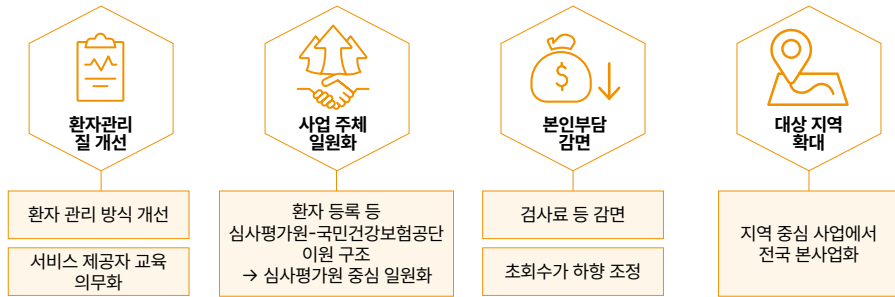 환자관리
질 개선
환자 관리 방식 개선
서비스 제공자 교육
의무화
사업 주체
일원화
환자 등록 등
심사평가원-국민건강보험공단
이원 구조
→ 심사평가원 중심 일원화
$
본인부담
감면
검사료 등 감면
초회수가 하향 조정
대상 지역
확대
지역 중심 사업에서
전국 본사업화